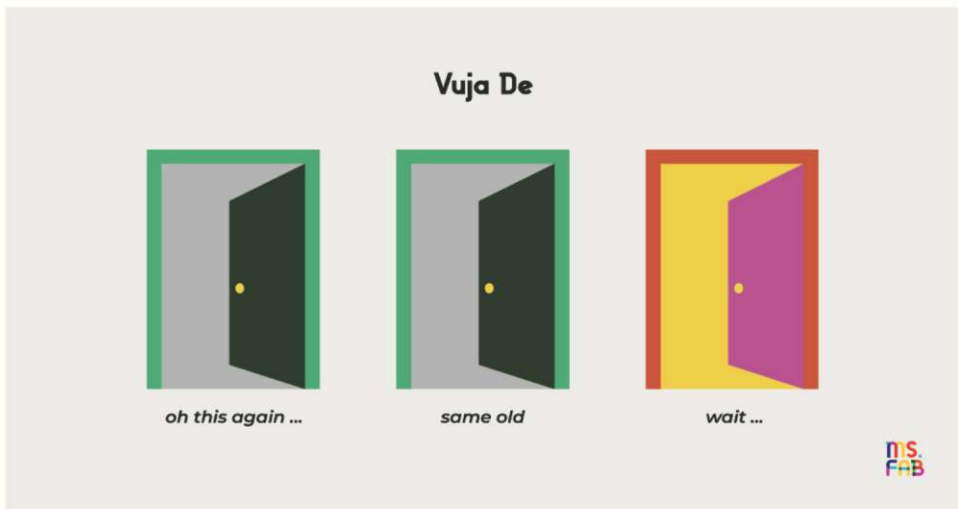 Vuja De
oh this again ...
same old
wait ...
MS.
FAB